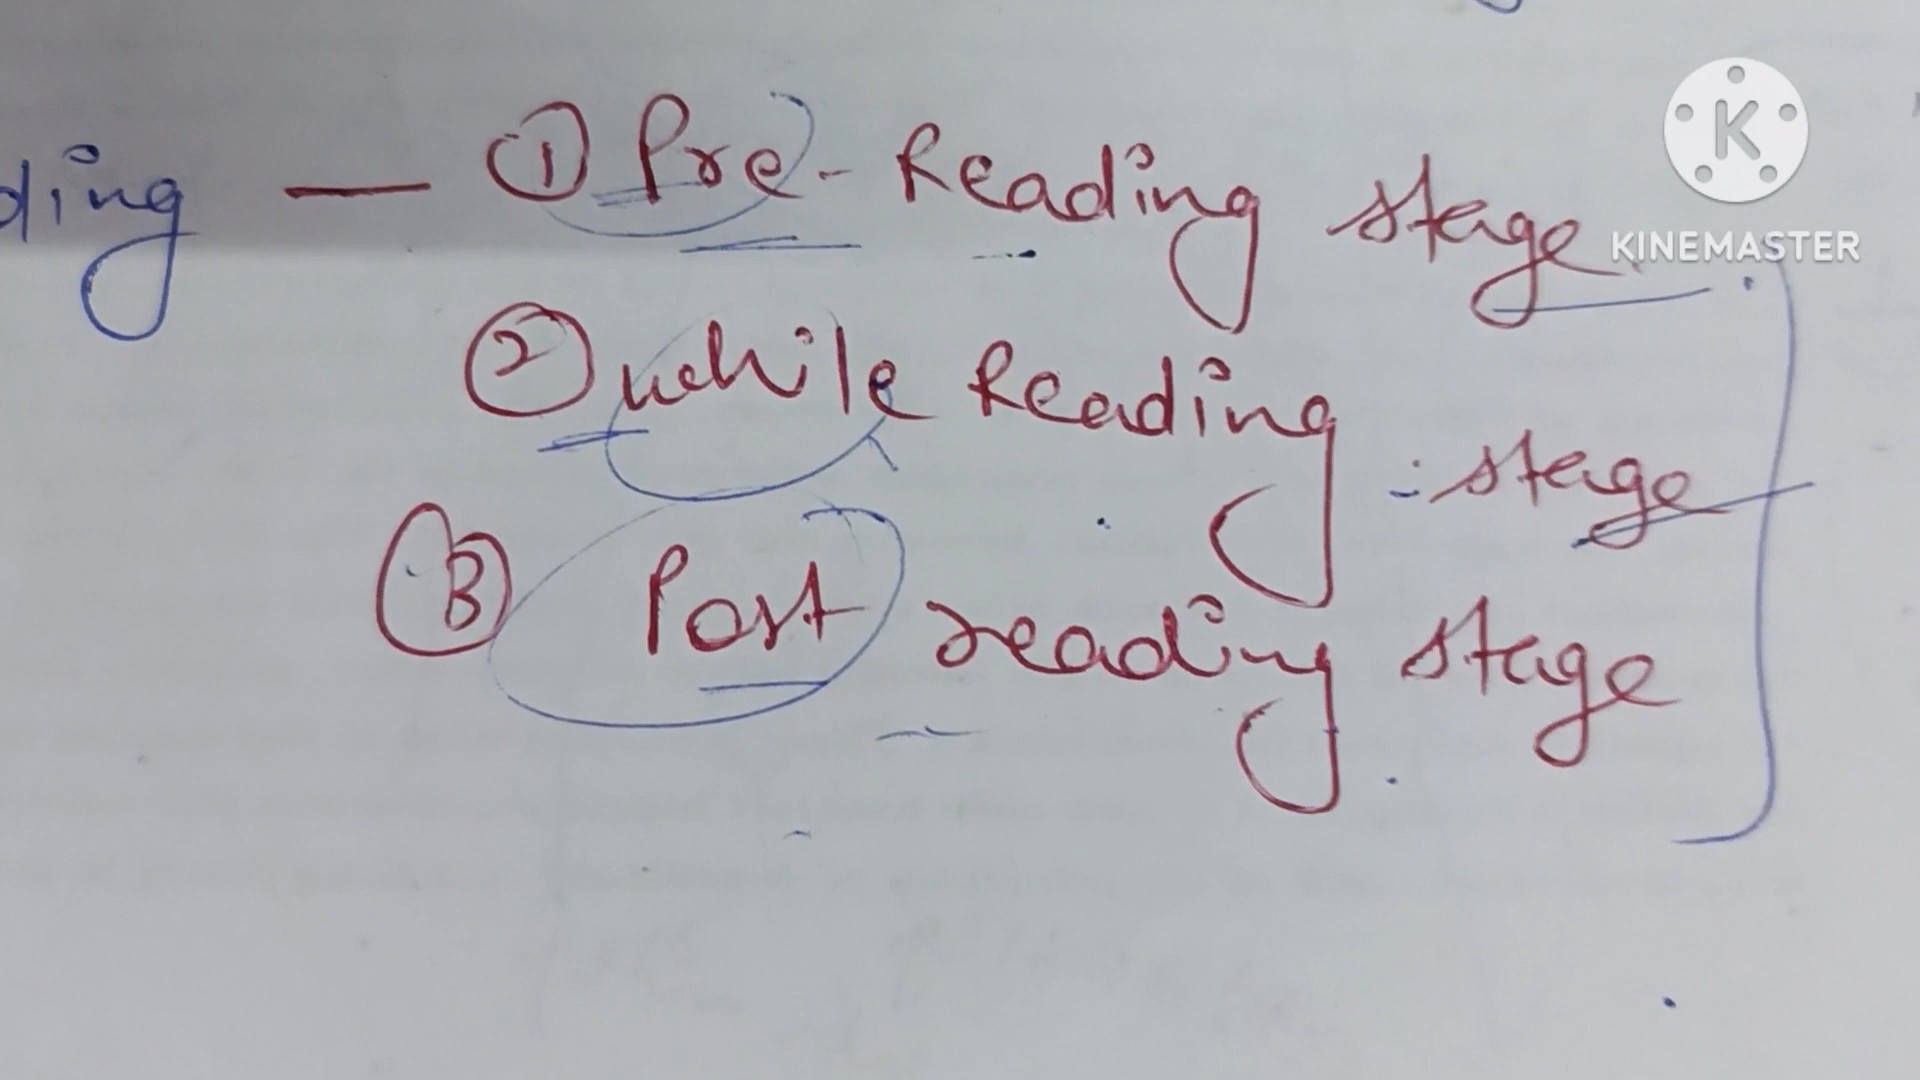 ding — ① Pre-Reading stage
② while Reading stage
③ Post reading stage
K
KINEMASTER